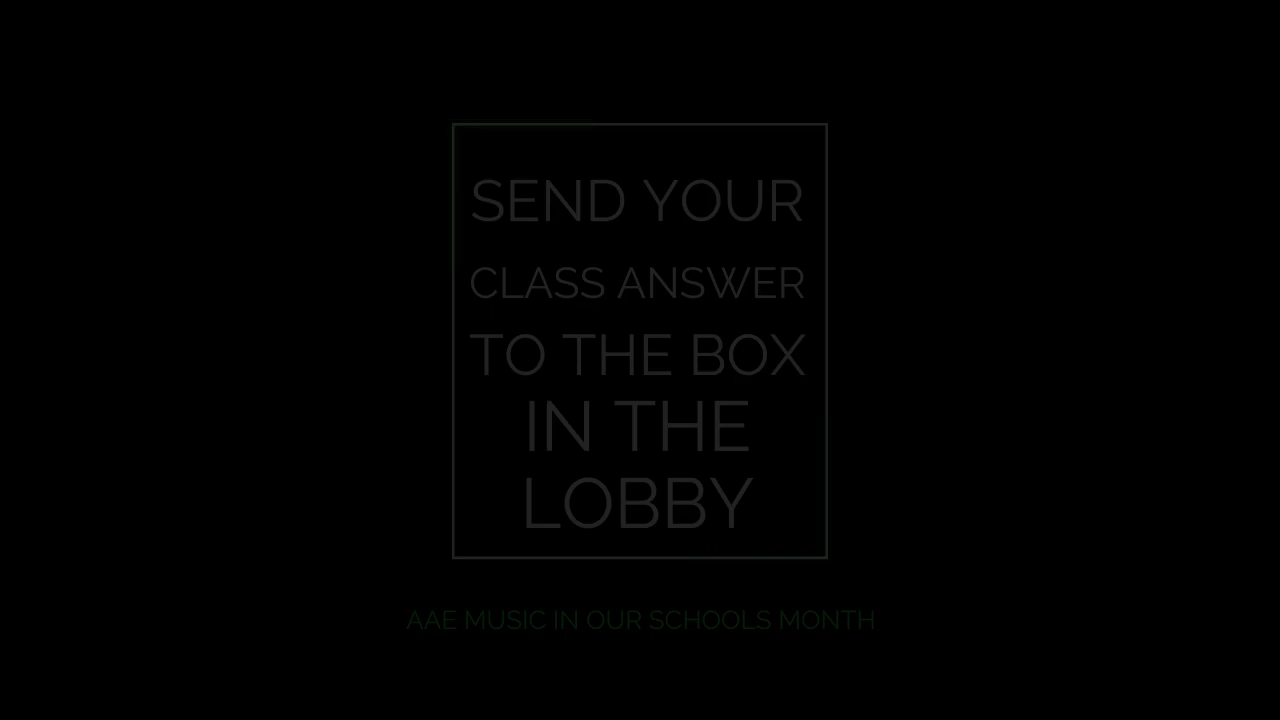 SEND YOUR
CLASS ANSWER
TO THE BOX
IN THE
LOBBY
AAE MUSIC IN OUR SCHOOLS MONTH